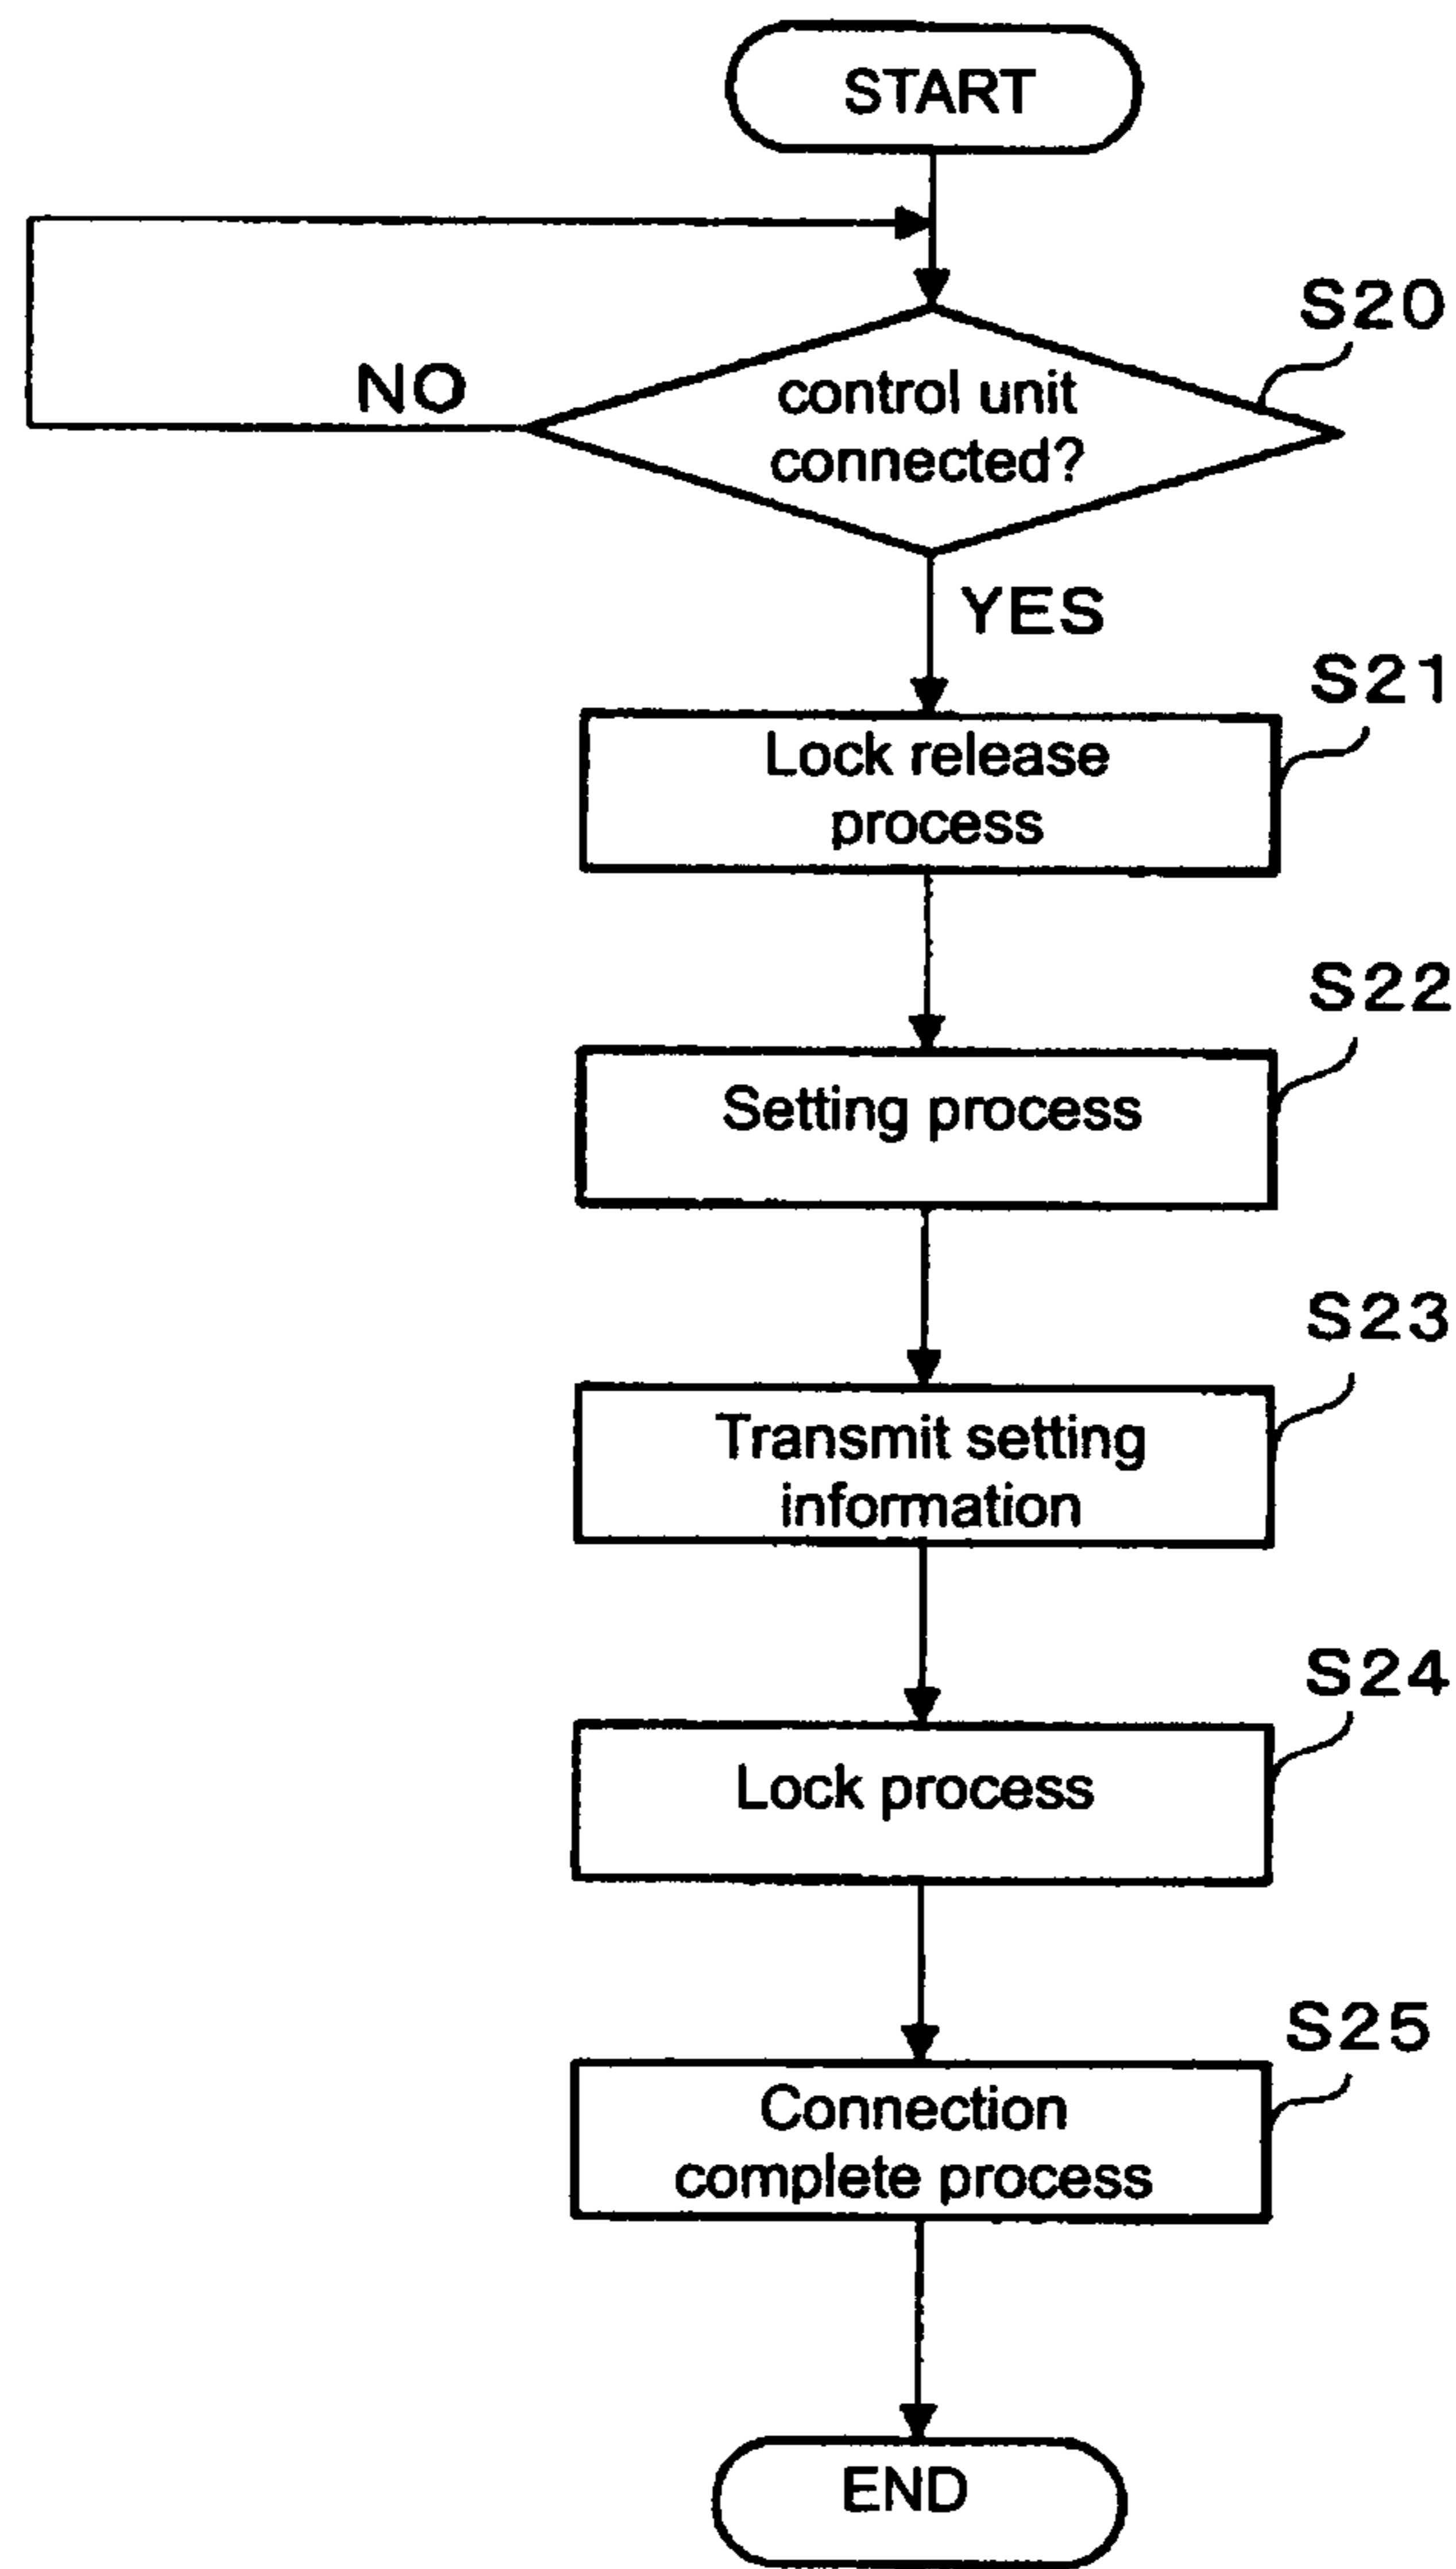 START
S20
control unit
NO
connected?
YES
S21
Lock release
process
S22
Setting process
S23
Transmit setting
information
S24
Lock process
S25
Connection
complete process
END